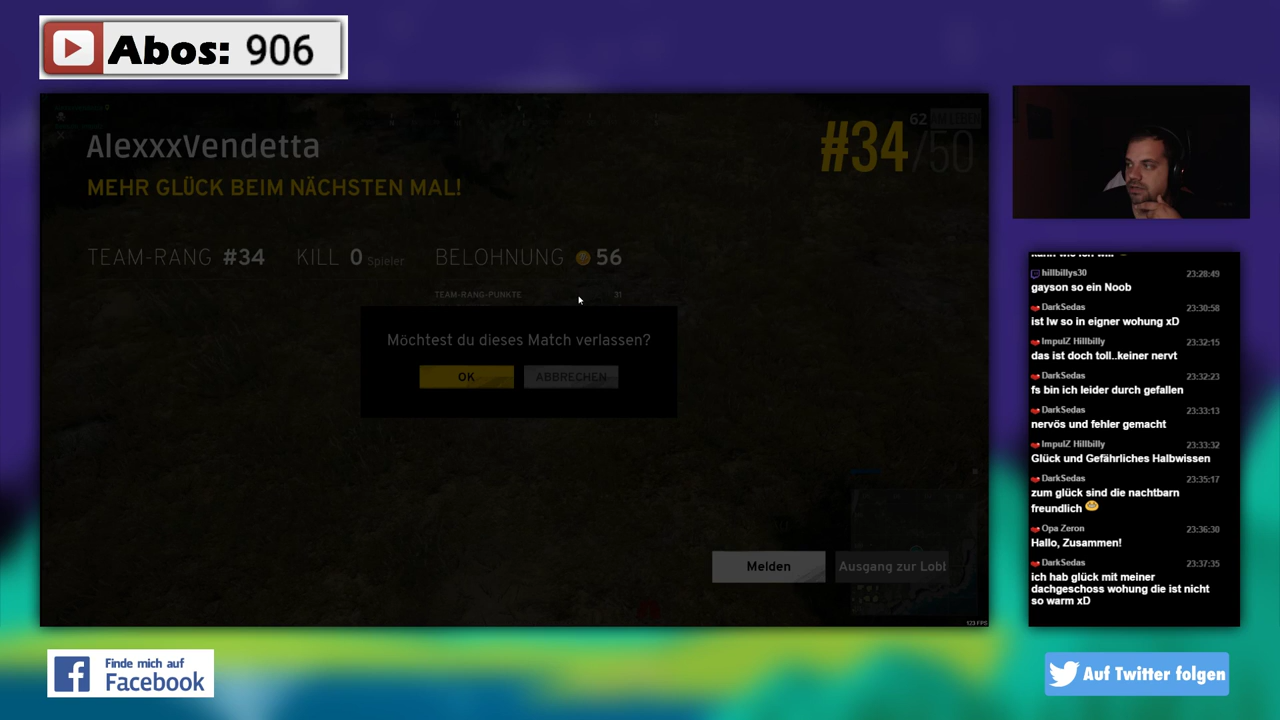 Abos: 906
AlexxxVendetta
MEHR GLÜCK BEIM NÄCHSTEN MAL!
62
#34/50
TEAM-RANG #34 KILL 0 Spieler BELOHNUNG 56
TEAM-RANG-PUNKTE 31
Möchtest du dieses Match verlassen?
OK ABBRECHEN
Melden
Ausgang zur Lobl
123 FPS
hillbillys30 23:28:49
gayson so ein Noob
DarkSedas 23:30:58
ist lw so in eigner wohung xD
ImpulZ Hillbilly 23:32:15
das ist doch toll..keiner nervt
DarkSedas 23:32:23
fs bin ich leider durch gefallen
DarkSedas 23:33:13
nervös und fehler gemacht
ImpulZ Hillbilly 23:33:32
Glück und Gefährliches Halbwissen
DarkSedas 23:35:17
zum glück sind die nachtbarn
freundlich
Opa Zeron 23:36:30
Hallo, Zusammen!
DarkSedas 23:37:35
ich hab glück mit meiner
dachgeschoss wohung die ist nicht
so warm xD
Finde mich auf
Facebook
Auf Twitter folgen